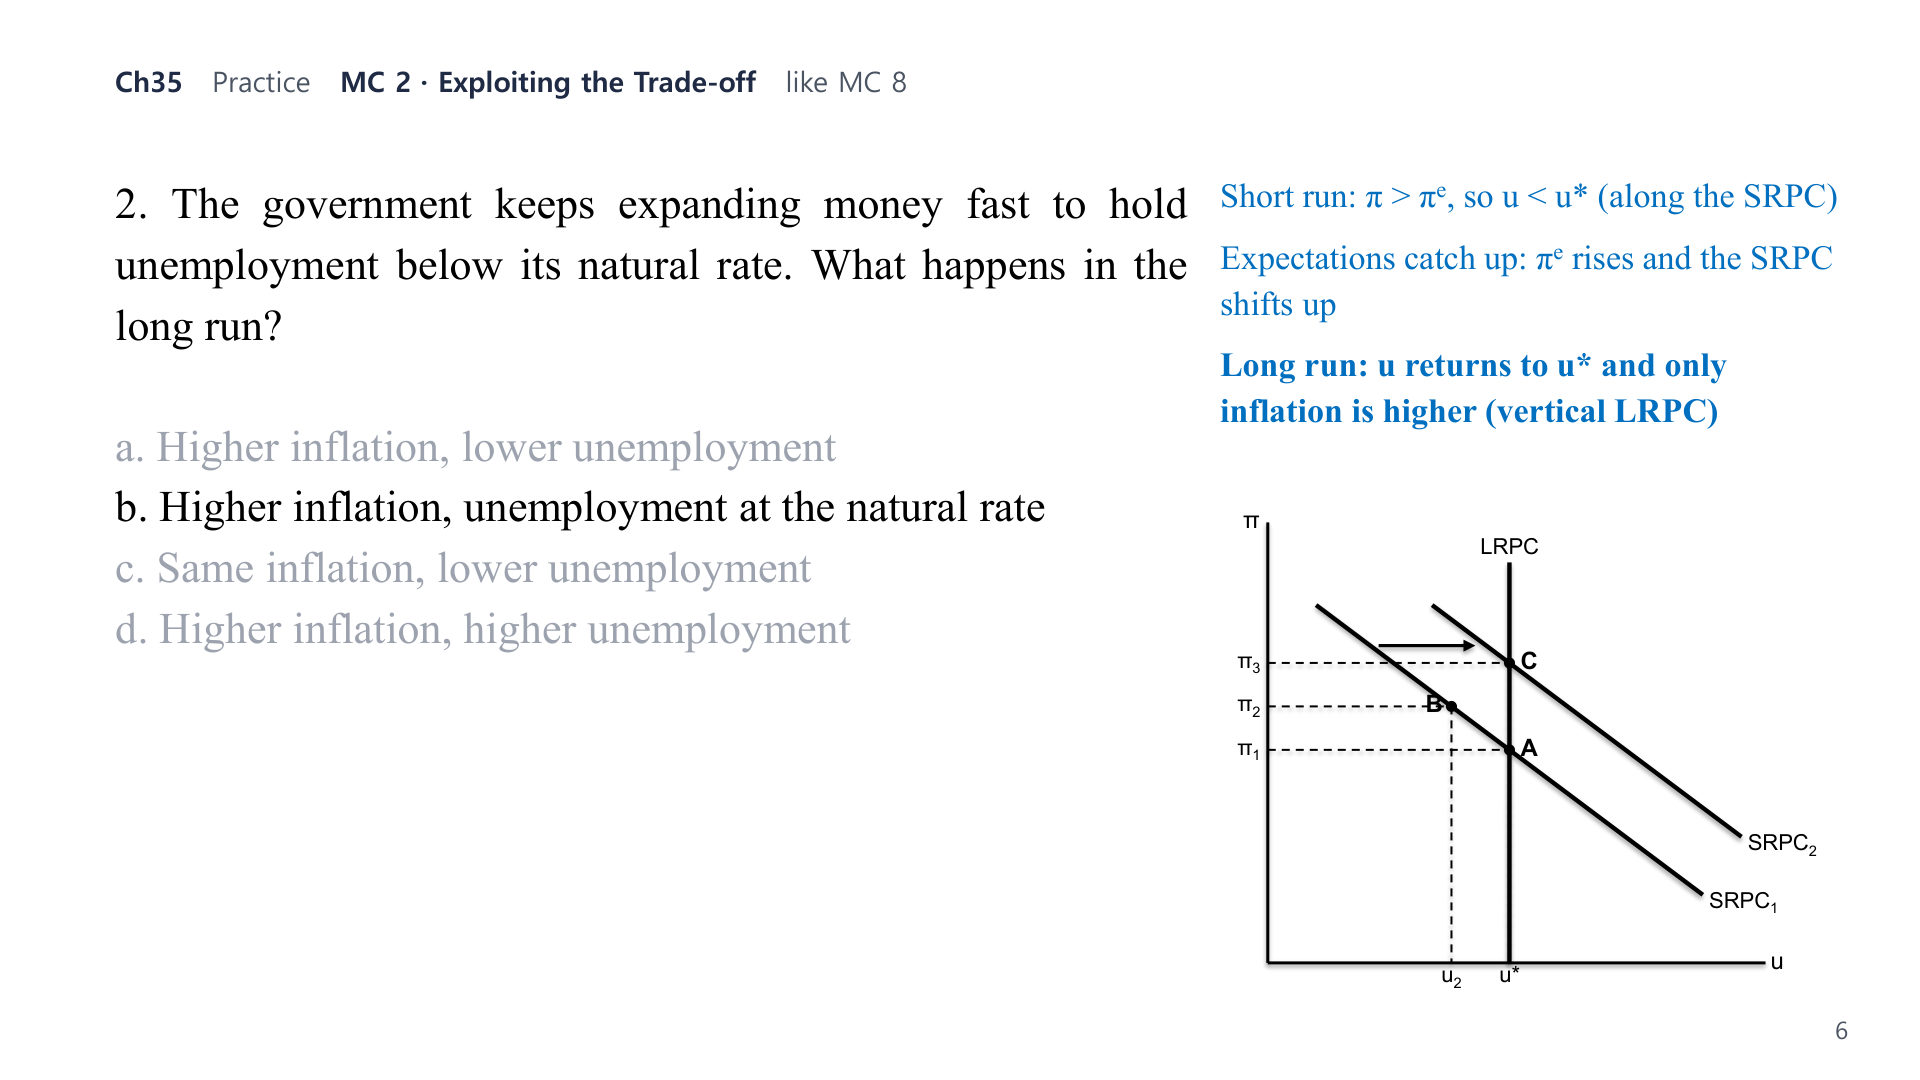 Ch35 Practice MC 2 · Exploiting the Trade-off like MC 8
2. The government keeps expanding money fast to hold
unemployment below its natural rate. What happens in the
long run?
a. Higher inflation, lower unemployment
b. Higher inflation, unemployment at the natural rate
c. Same inflation, lower unemployment
d. Higher inflation, higher unemployment
Short run: π > πᵉ, so u < u* (along the SRPC)
Expectations catch up: πᵉ rises and the SRPC
shifts up
Long run: u returns to u* and only
inflation is higher (vertical LRPC)
π
LRPC
π₃
C
π₂
B
π₁
A
SRPC₂
SRPC₁
u
u₂
u*
6